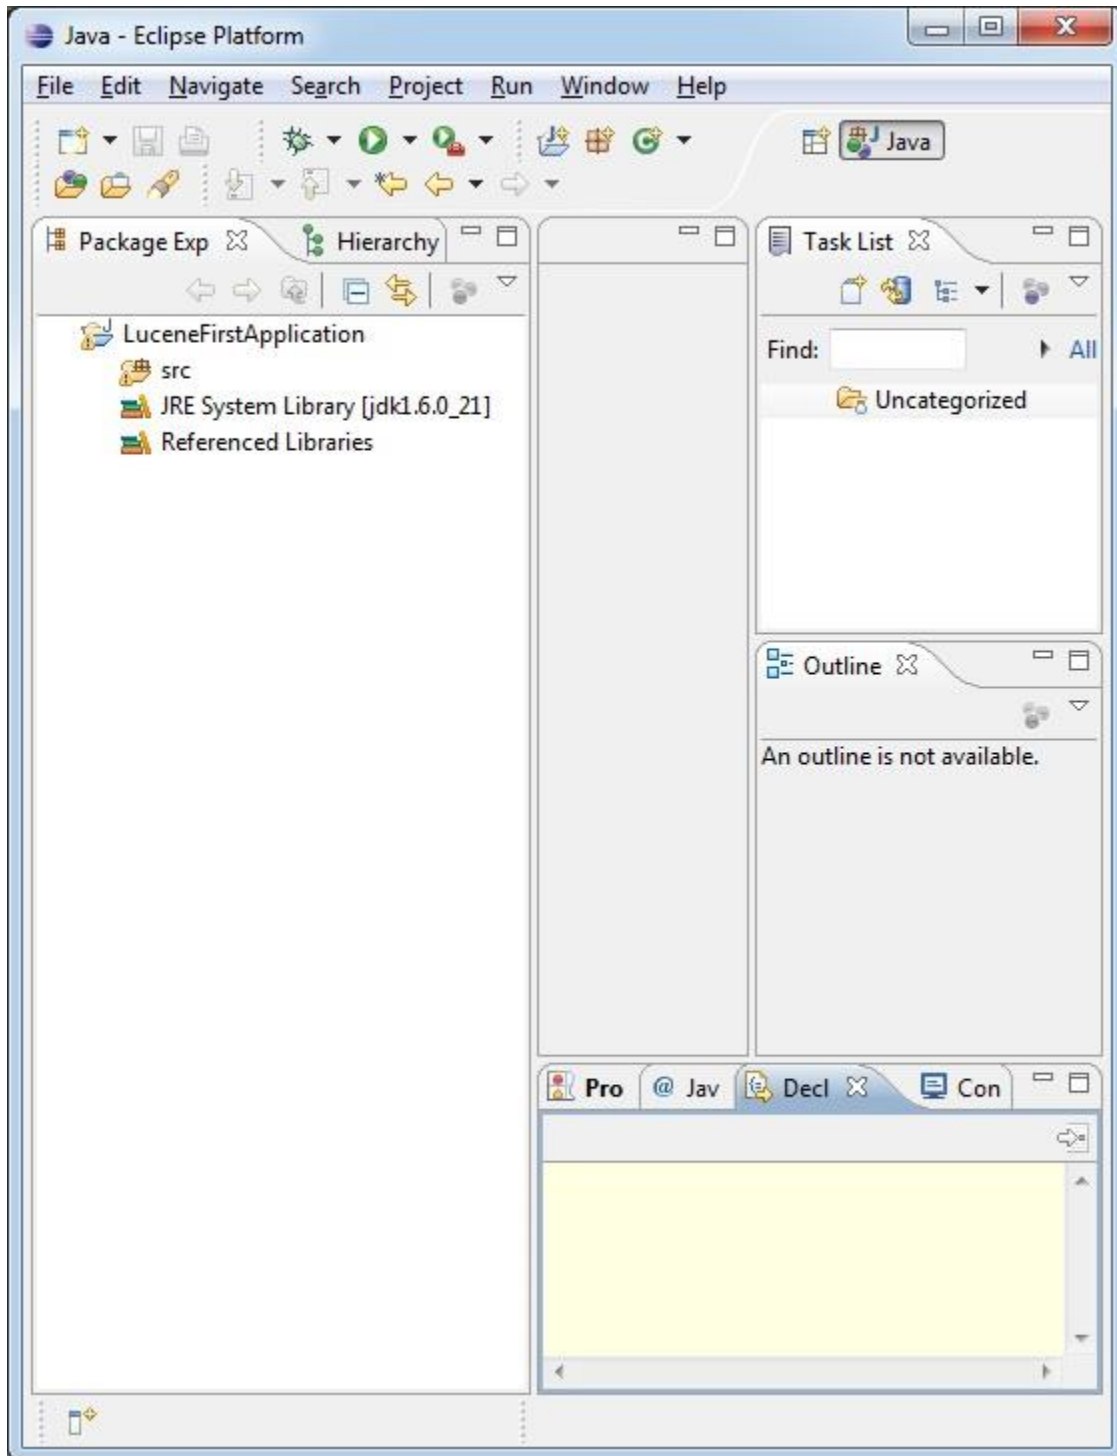 Java - Eclipse Platform
File Edit Navigate Search Project Run Window Help
Java
Package Exp Hierarchy
LuceneFirstApplication
src
JRE System Library [jdk1.6.0_21]
Referenced Libraries
Task List
Find: All
Uncategorized
Outline
An outline is not available.
Pro @ Jav Decl Con